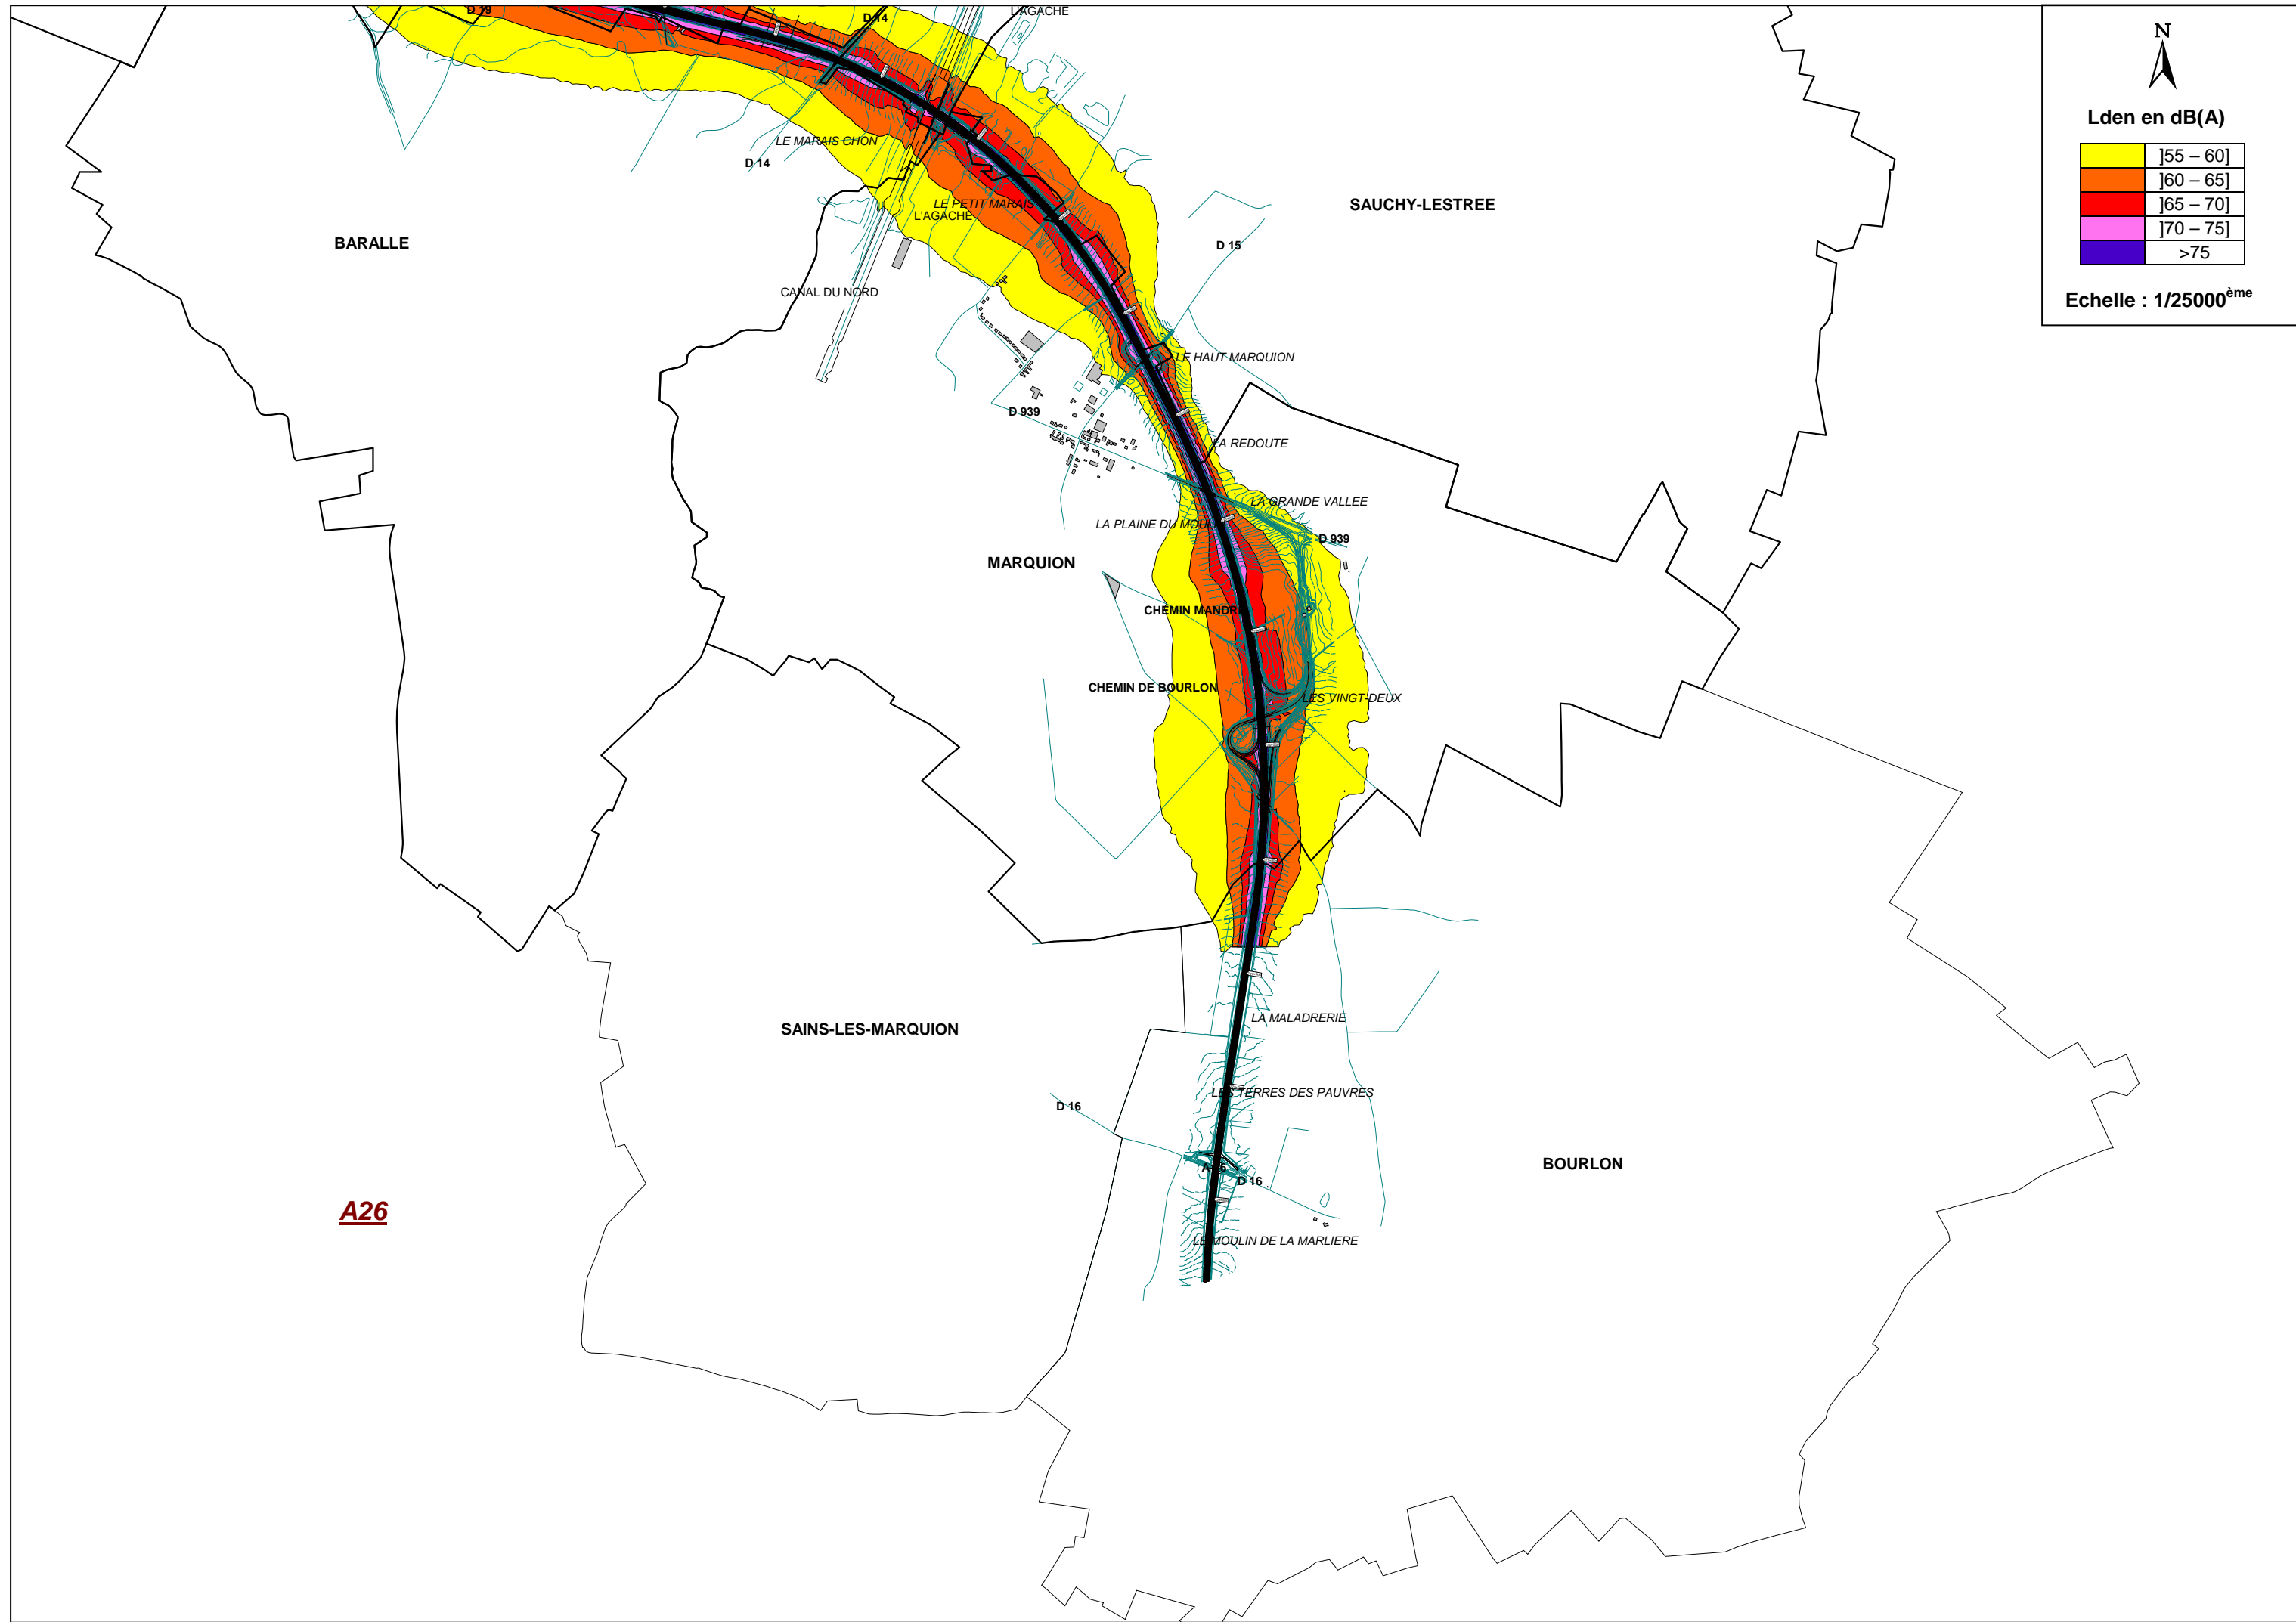 D 19
D 14
L'AGACHE
N
Lden en dB(A)
]55 – 60]
]60 – 65]
]65 – 70]
]70 – 75]
>75
Echelle : 1/25000ème
LE MARAIS CHON
D 14
LE PETIT MARAIS
L'AGACHE
SAUCHY-LESTREE
BARALLE
D 15
CANAL DU NORD
LE HAUT MARQUION
D 939
LA REDOUTE
LA GRANDE VALLEE
LA PLAINE DU MOULI
D 939
MARQUION
CHEMIN MANDRE
CHEMIN DE BOURLON
LES VINGT-DEUX
LA MALADRERIE
SAINS-LES-MARQUION
LES TERRES DES PAUVRES
D 16
BOURLON
A 26
D 16
A26
LE MOULIN DE LA MARLIERE